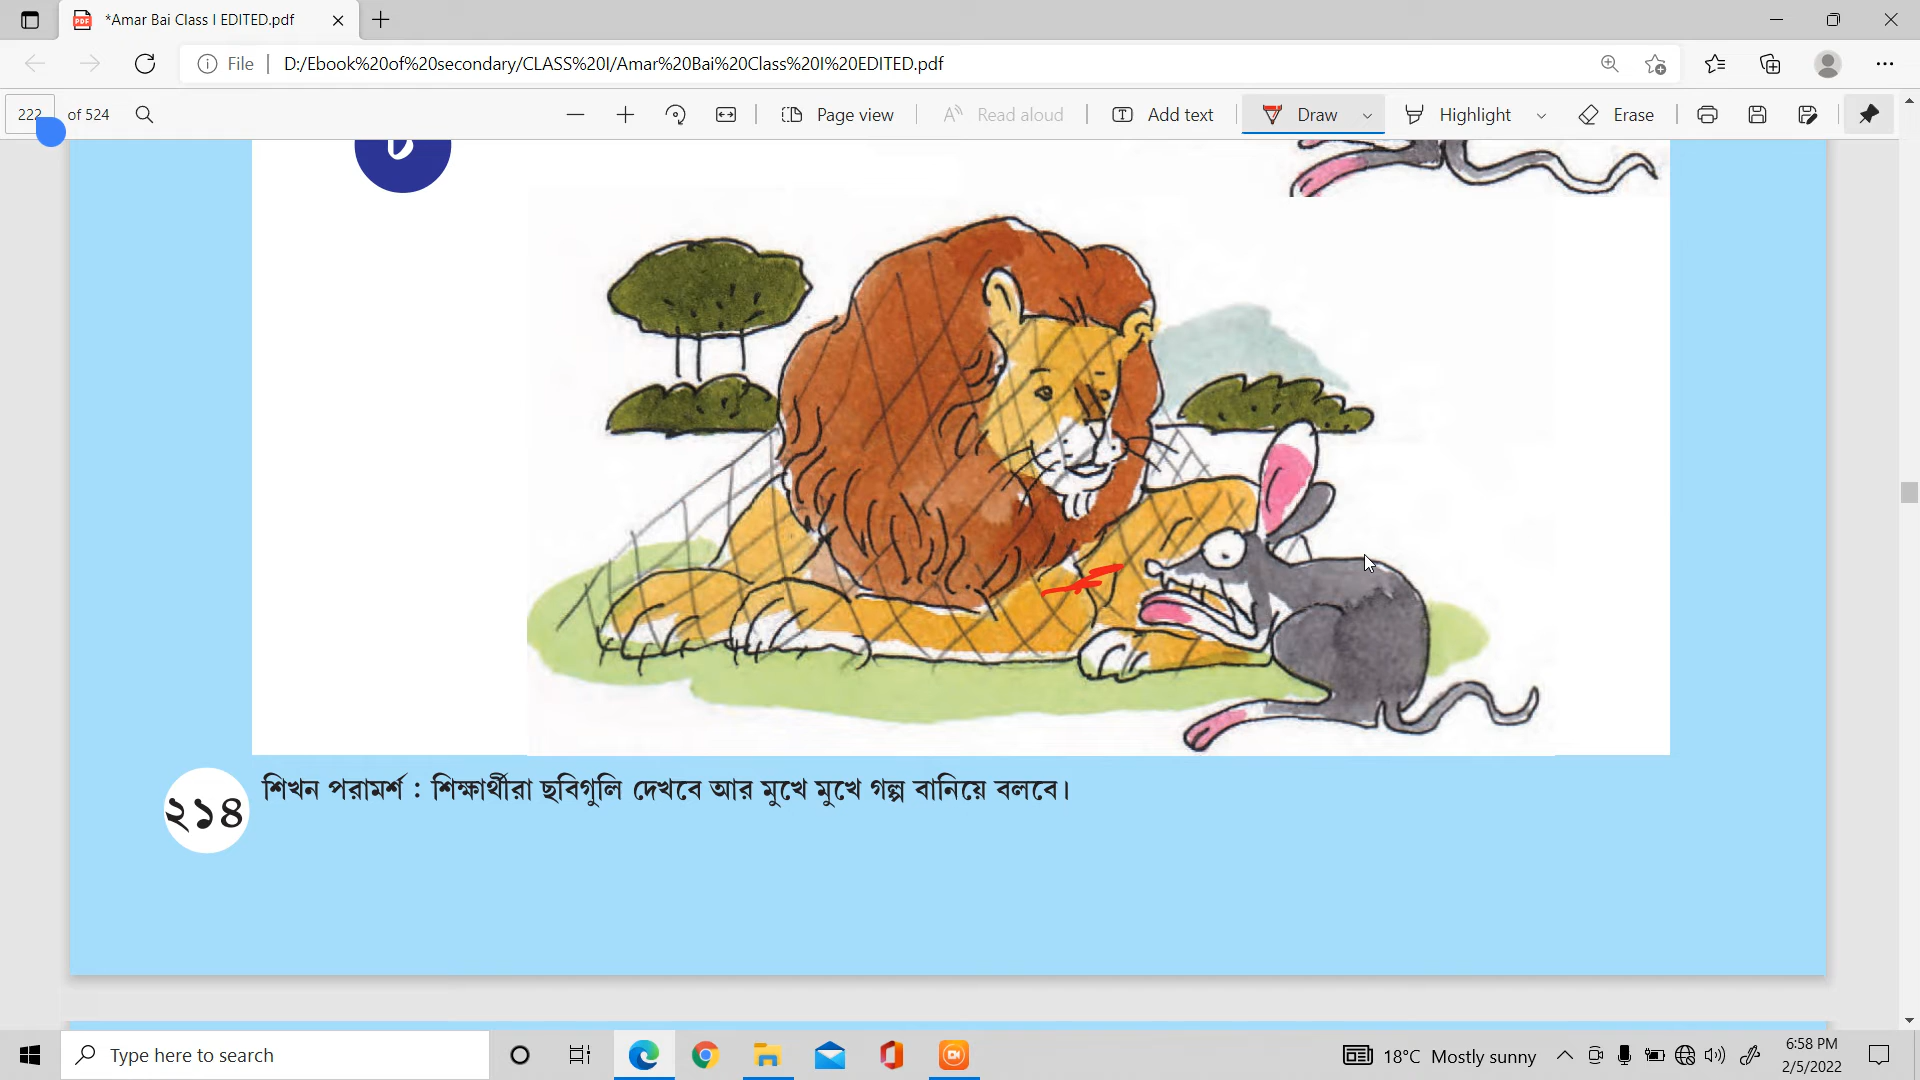 *Amar Bai Class I EDITED.pdf
File D:/Ebook%20of%20secondary/CLASS%20I/Amar%20Bai%20Class%20I%20EDITED.pdf
222 of 524 Page view Read aloud Add text Draw Highlight Erase
শিখন পরামর্শ : শিক্ষার্থীরা ছবিগুলি দেখবে আর মুখে মুখে গল্প বানিয়ে বলবে।
২১৪
Type here to search 18°C Mostly sunny 6:58 PM
2/5/2022